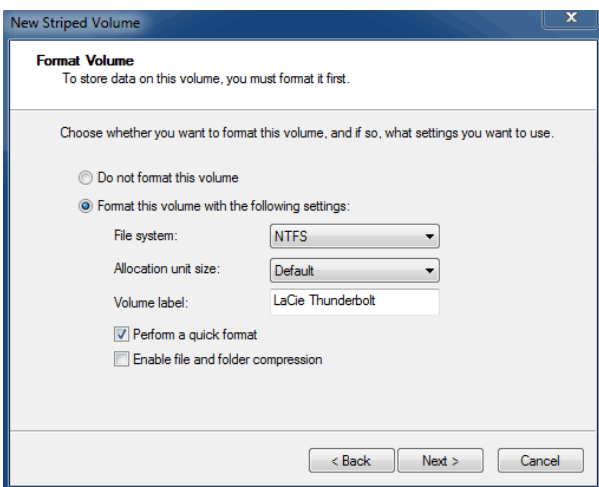 New Striped Volume
x
Format Volume
To store data on this volume, you must format it first.
Choose whether you want to format this volume, and if so, what settings you want to use.
Do not format this volume
Format this volume with the following settings:
File system: NTFS
Allocation unit size: Default
Volume label: LaCie Thunderbolt
Perform a quick format
Enable file and folder compression
< Back Next > Cancel